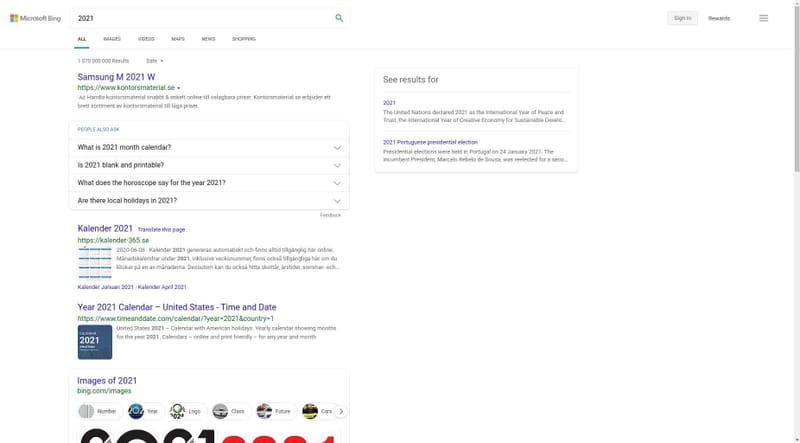 Microsoft Bing
2021
Sign in
Rewards
ALL
IMAGES
VIDEOS
MAPS
NEWS
SHOPPING
1 070 000 000 Results
Date
Samsung M 2021 W
https://www.kontorsmaterial.se
Ad Handla kontorsmaterial snabbt & enkelt online till oslagbara priser. Kontorsmaterial.se erbjuder ett
brett sortiment av kontorsmaterial till låga priser.
See results for
2021
The United Nations declared 2021 as the International Year of Peace and
Trust, the International Year of Creative Economy for Sustainable Develo...
2021 Portuguese presidential election
Presidential elections were held in Portugal on 24 January 2021. The
incumbent President, Marcelo Rebelo de Sousa, was reelected for a seco...
PEOPLE ALSO ASK
What is 2021 month calendar?
Is 2021 blank and printable?
What does the horoscope say for the year 2021?
Are there local holidays in 2021?
Feedback
Kalender 2021 Translate this page
https://kalender-365.se
2020-06-08 · Kalender 2021 genereras automatiskt och finns alltid tillgänglig här online.
Månadskalendrar under 2021, inklusive veckonummer, finns också tillgängliga här om du
klickar på en av månaderna. Dessutom kan du också hitta skottår, årstider, sommar- och...
Kalender Januari 2021 · Kalender April 2021
Year 2021 Calendar – United States - Time and Date
https://www.timeanddate.com/calendar/?year=2021&country=1
CALENDAR
2021
United States 2021 – Calendar with American holidays. Yearly calendar showing months
for the year 2021. Calendars – online and print friendly – for any year and month
Images of 2021
bing.com/images
Number
Year
Logo
Class
Future
Cars
2021 2021